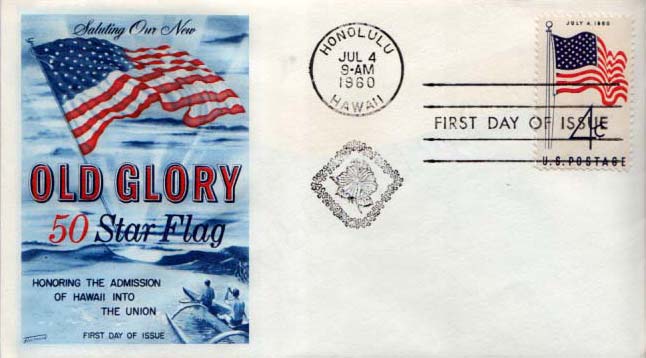 Saluting Our New
OLD GLORY
50 Star Flag
HONORING THE ADMISSION
OF HAWAII INTO
THE UNION
FIRST DAY OF ISSUE
HONOLULU
JUL 4
9-AM
1960
HAWAII
FIRST DAY OF ISSUE
JULY 4, 1960
4c
U.S. POSTAGE